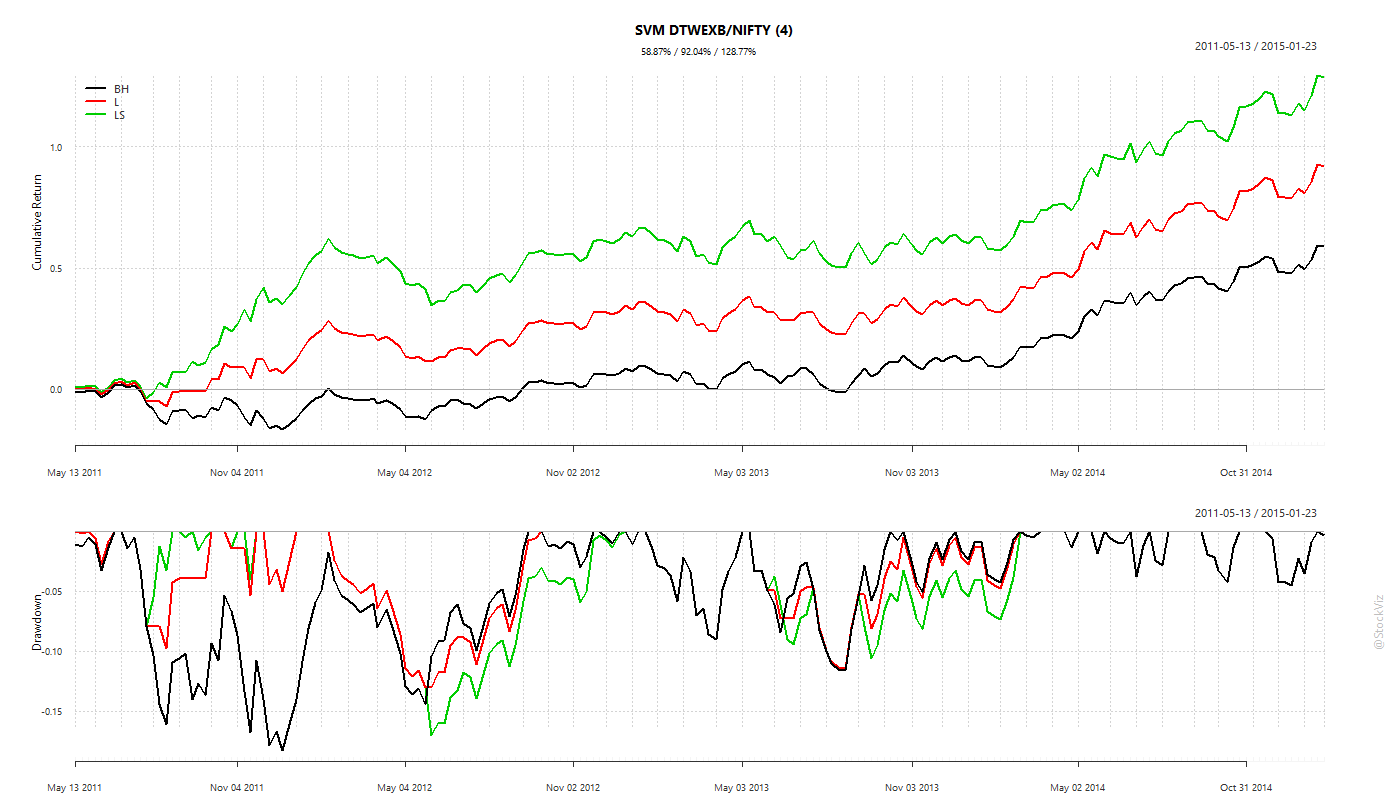 SVM DTWEXB/NIFTY (4)
58.87% / 92.04% / 128.77%
2011-05-13 / 2015-01-23
BH
L
LS
Cumulative Return
1.0
0.5
0.0
May 13 2011 Nov 04 2011 May 04 2012 Nov 02 2012 May 03 2013 Nov 03 2013 May 02 2014 Oct 31 2014
2011-05-13 / 2015-01-23
Drawdown
-0.05
-0.10
-0.15
May 13 2011 Nov 04 2011 May 04 2012 Nov 02 2012 May 03 2013 Nov 03 2013 May 02 2014 Oct 31 2014
@StockViz